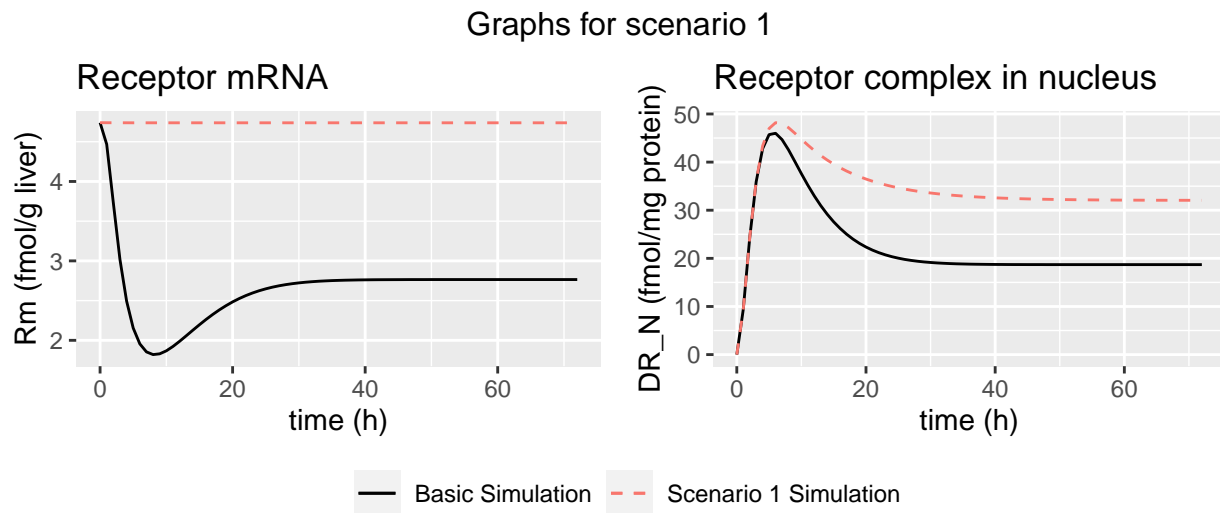 Graphs for scenario 1
Receptor mRNA
Rm (fmol/g liver)
4
3
2
0
20
40
60
time (h)
Receptor complex in nucleus
DR_N (fmol/mg protein)
50
40
30
20
10
0
0
20
40
60
time (h)
Basic Simulation
Scenario 1 Simulation